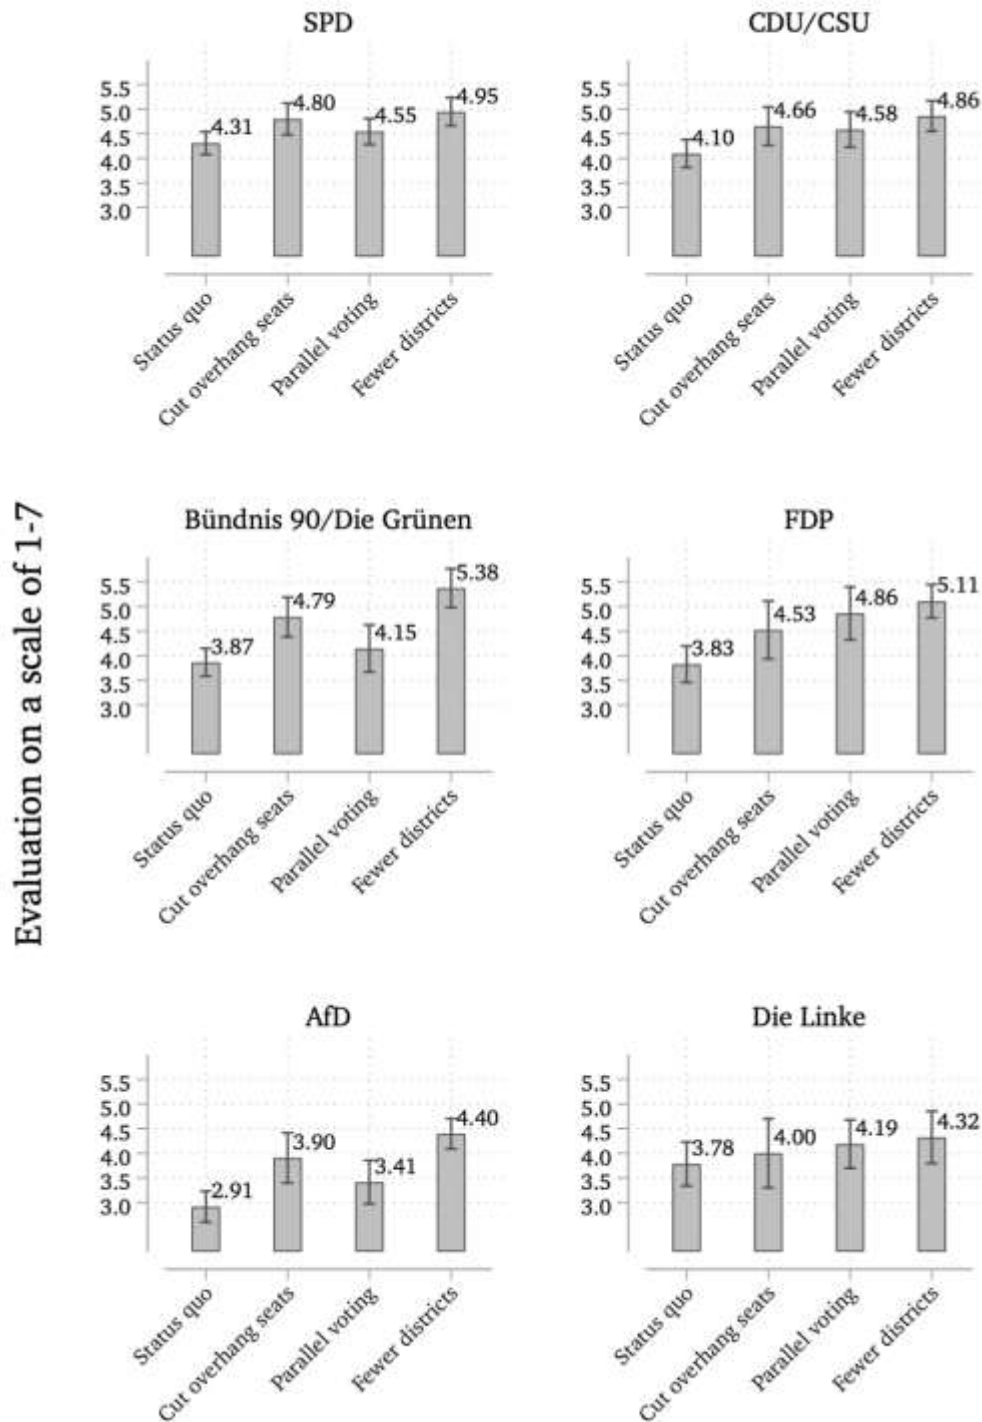 Evaluation on a scale of 1-7
SPD
5.5
5.0
4.5
4.0
3.5
3.0
4.31
4.80
4.55
4.95
Status quo
Cut overhang seats
Parallel voting
Fewer districts
CDU/CSU
5.5
5.0
4.5
4.0
3.5
3.0
4.10
4.66
4.58
4.86
Status quo
Cut overhang seats
Parallel voting
Fewer districts
Bündnis 90/Die Grünen
5.5
5.0
4.5
4.0
3.5
3.0
3.87
4.79
4.15
5.38
Status quo
Cut overhang seats
Parallel voting
Fewer districts
FDP
5.5
5.0
4.5
4.0
3.5
3.0
3.83
4.53
4.86
5.11
Status quo
Cut overhang seats
Parallel voting
Fewer districts
AfD
5.5
5.0
4.5
4.0
3.5
3.0
2.91
3.90
3.41
4.40
Status quo
Cut overhang seats
Parallel voting
Fewer districts
Die Linke
5.5
5.0
4.5
4.0
3.5
3.0
3.78
4.00
4.19
4.32
Status quo
Cut overhang seats
Parallel voting
Fewer districts